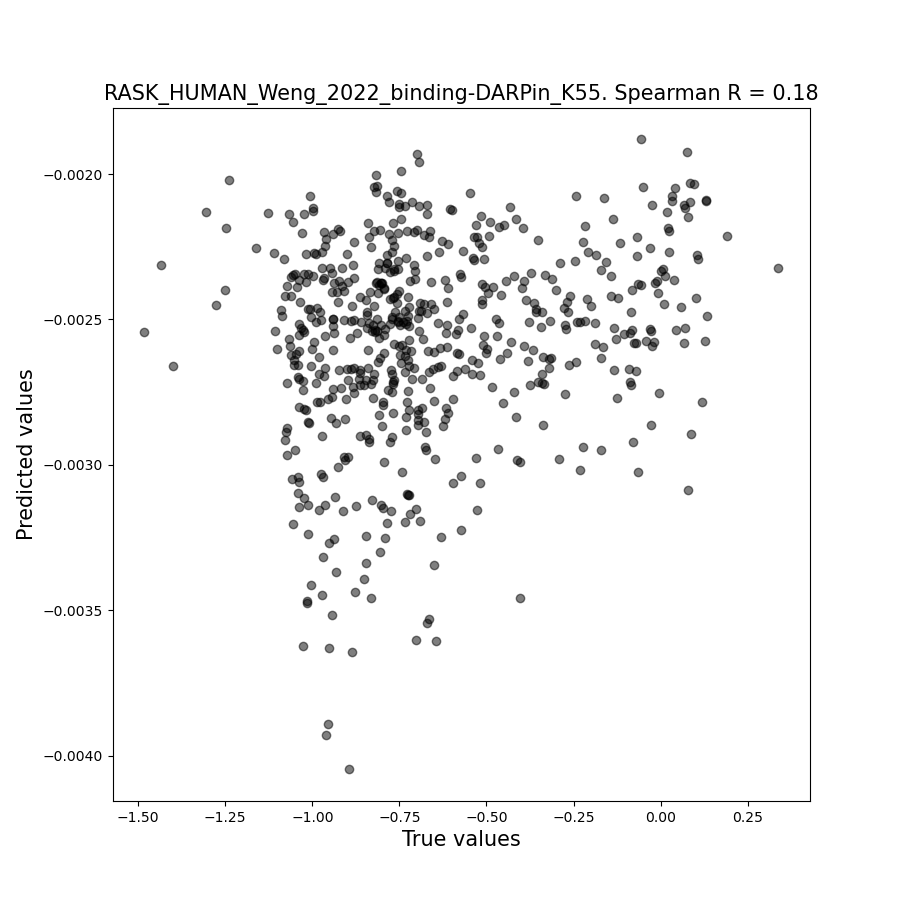 RASK_HUMAN_Weng_2022_binding-DARPin_K55. Spearman R = 0.18
−0.0020
−0.0025
−0.0030
−0.0035
−0.0040
Predicted values
−1.50 −1.25 −1.00 −0.75 −0.50 −0.25 0.00 0.25
True values